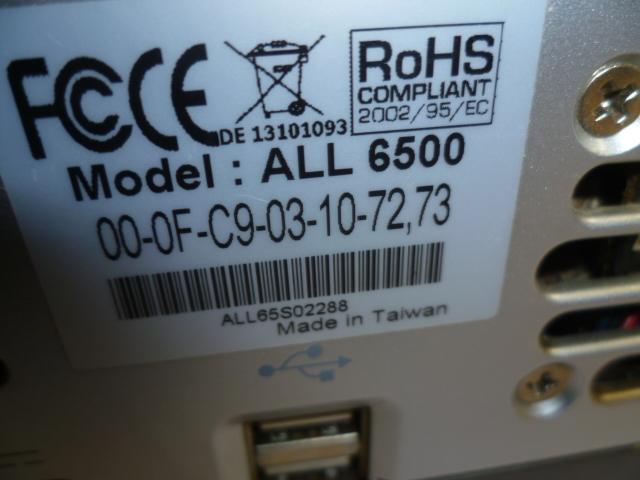 FC CE
DE 13101093
RoHS
COMPLIANT
2002/95/EC
Model : ALL 6500
00-0F-C9-03-10-72,73
ALL65S02288
Made in Taiwan